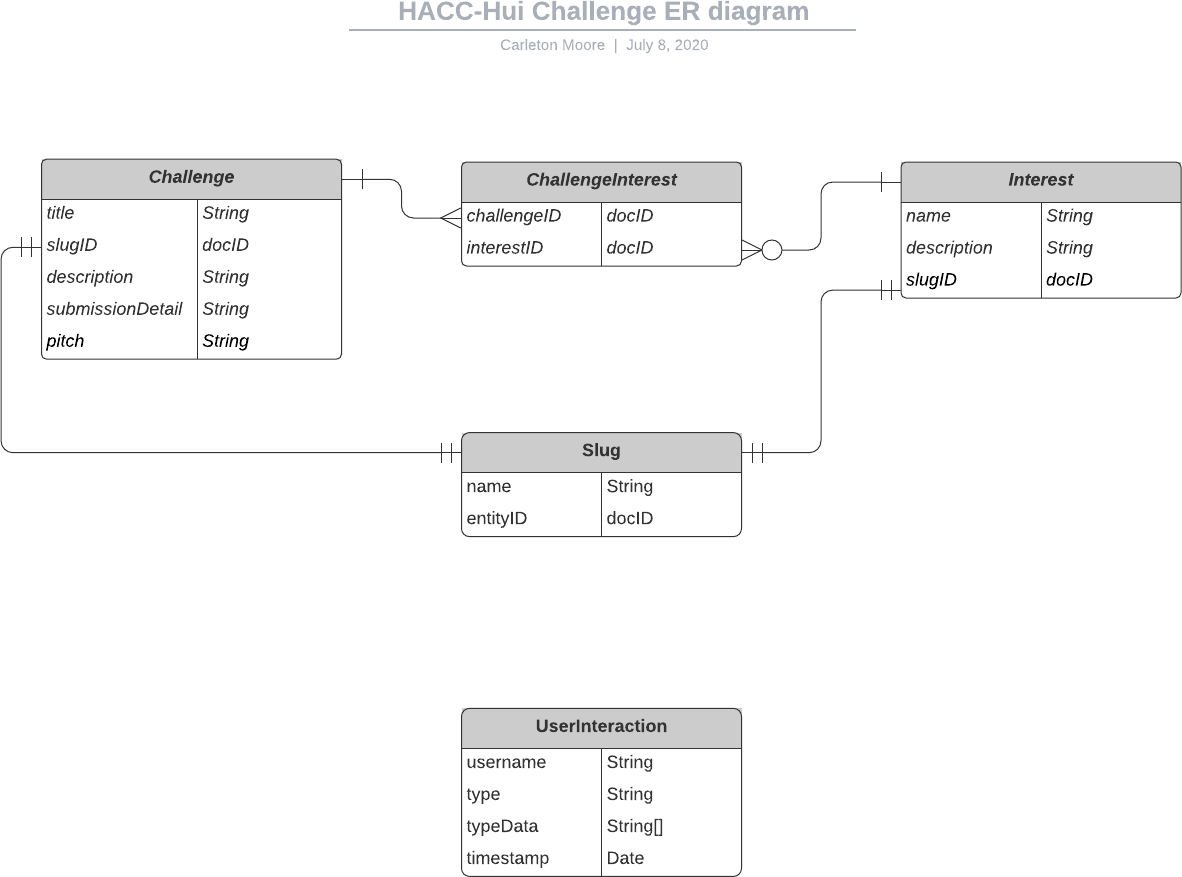 HACC-Hui Challenge ER diagram
Carleton Moore | July 8, 2020
Challenge
title String
slugID docID
description String
submissionDetail String
pitch String
ChallengeInterest
challengeID docID
interestID docID
Interest
name String
description String
slugID docID
Slug
name String
entityID docID
UserInteraction
username String
type String
typeData String[]
timestamp Date